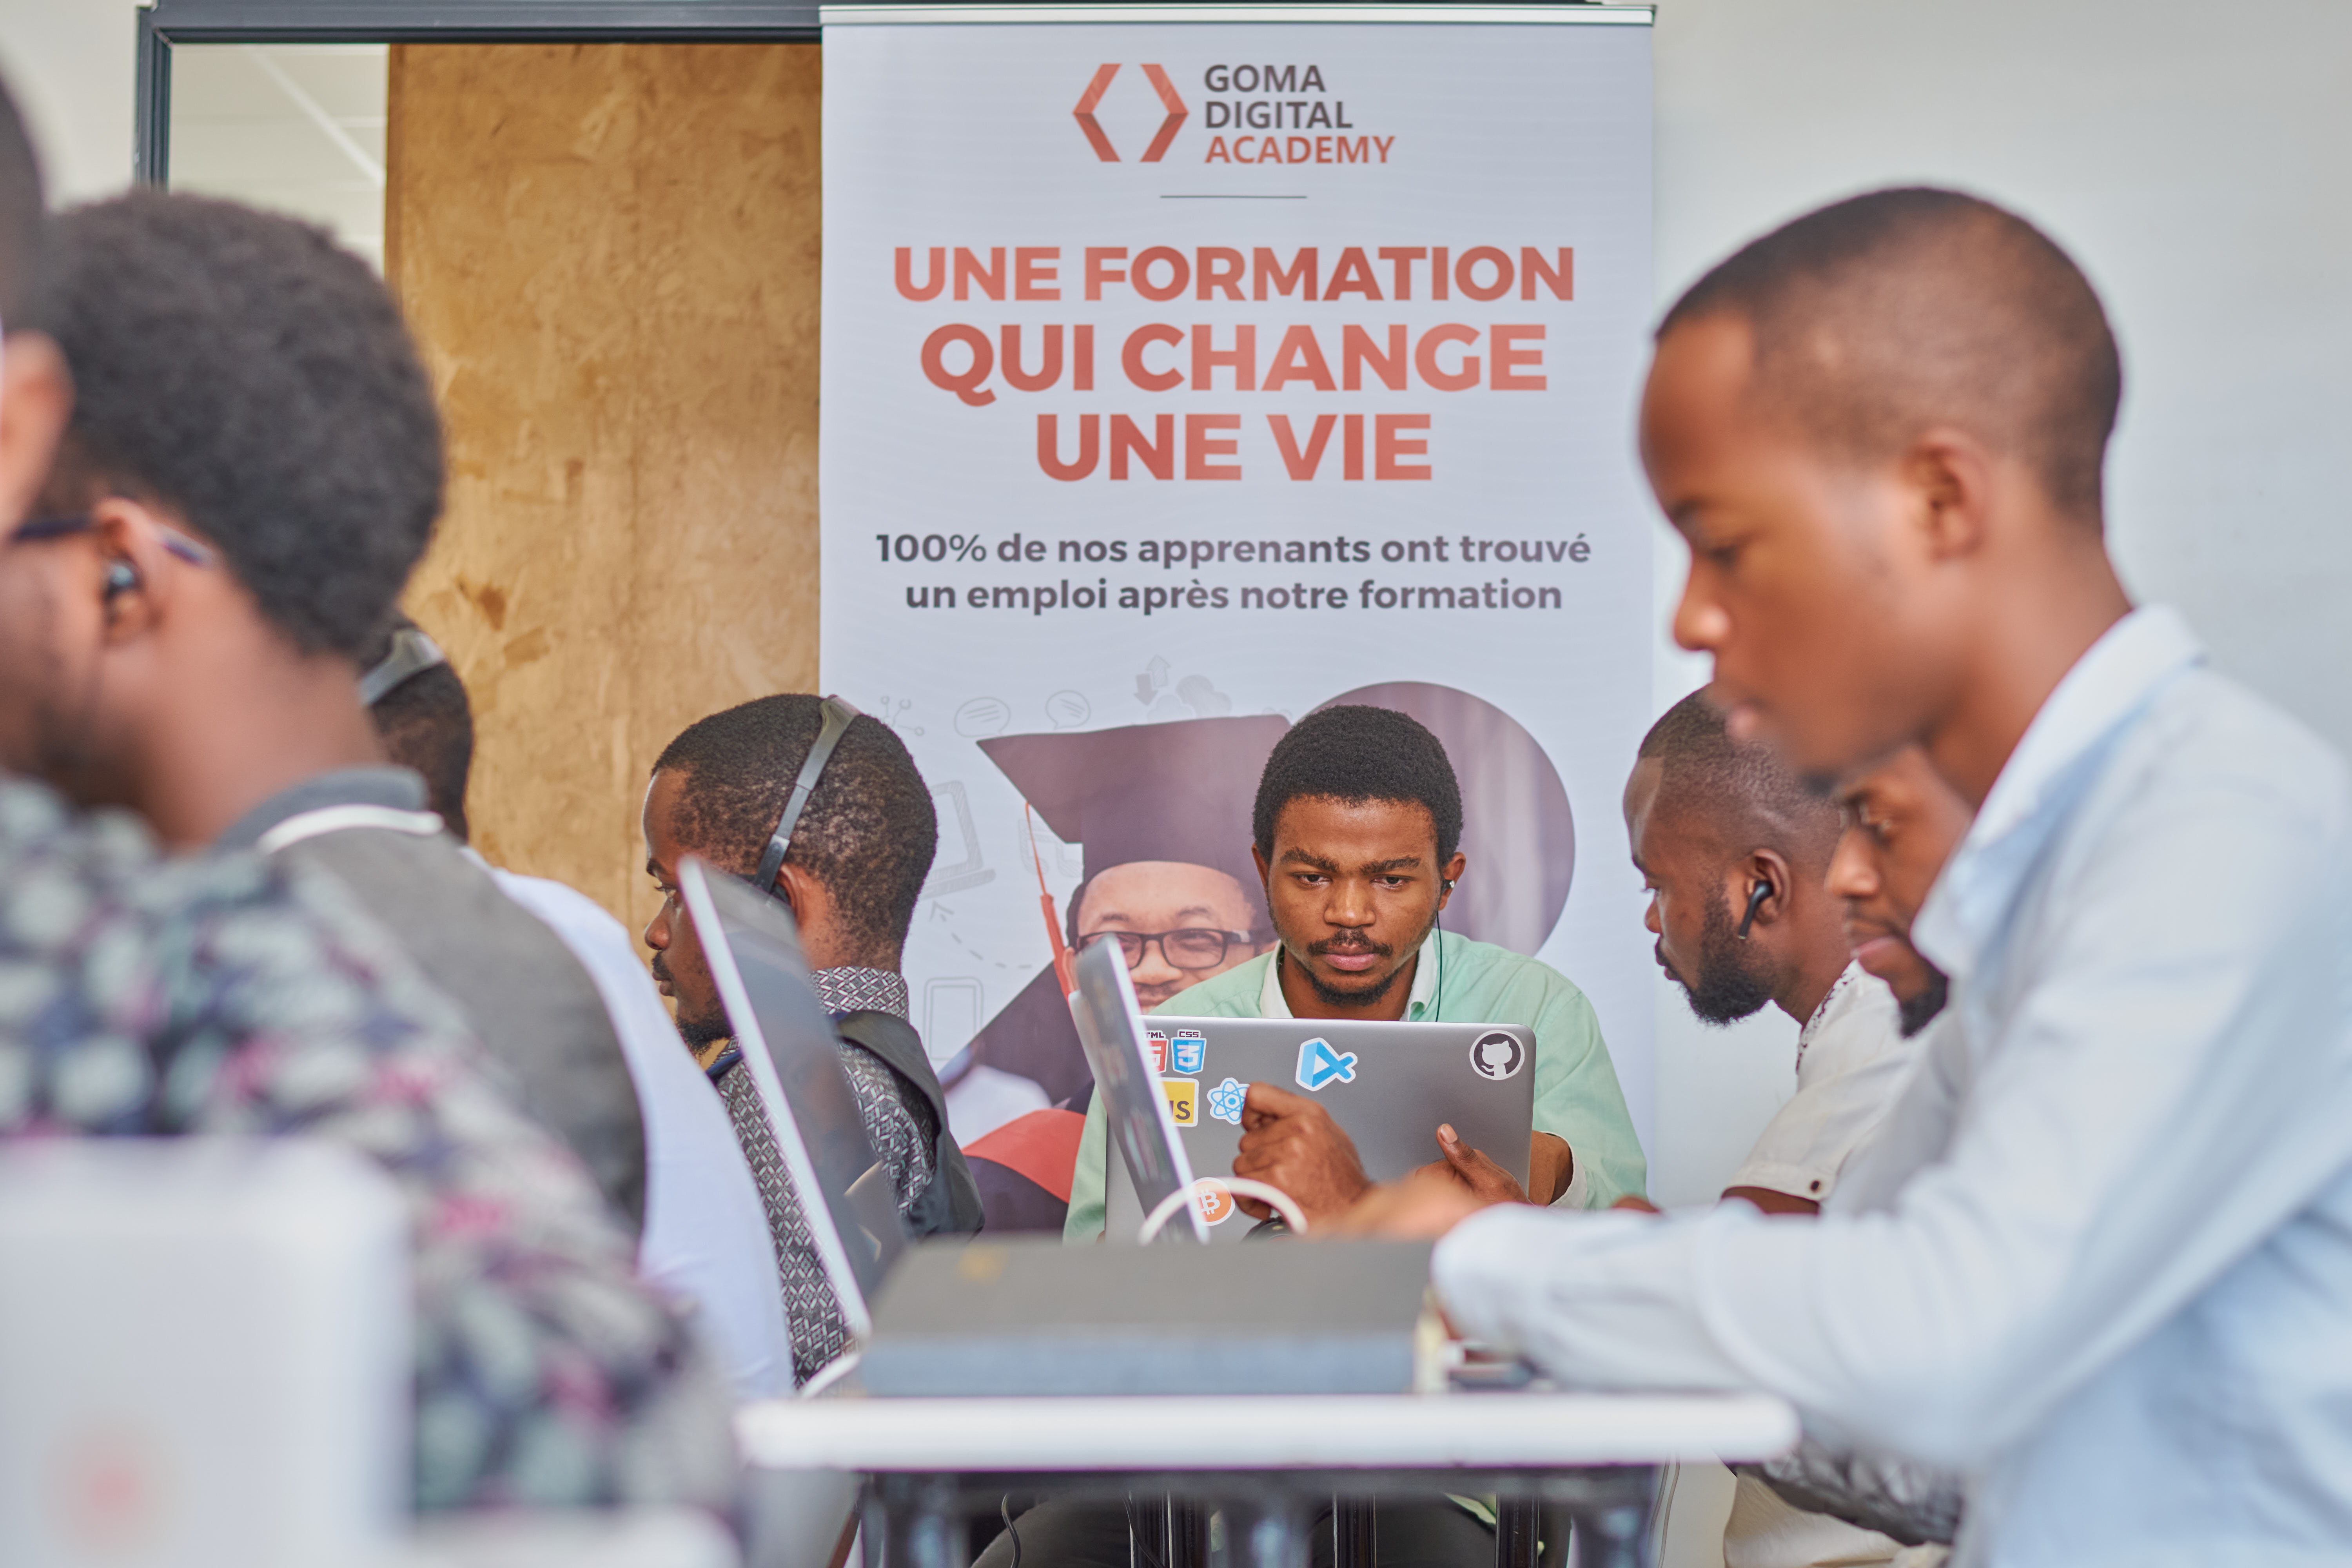 GOMA
DIGITAL
ACADEMY
UNE FORMATION
QUI CHANGE
UNE VIE
100% de nos apprenants ont trouvé
un emploi après notre formation
CSS